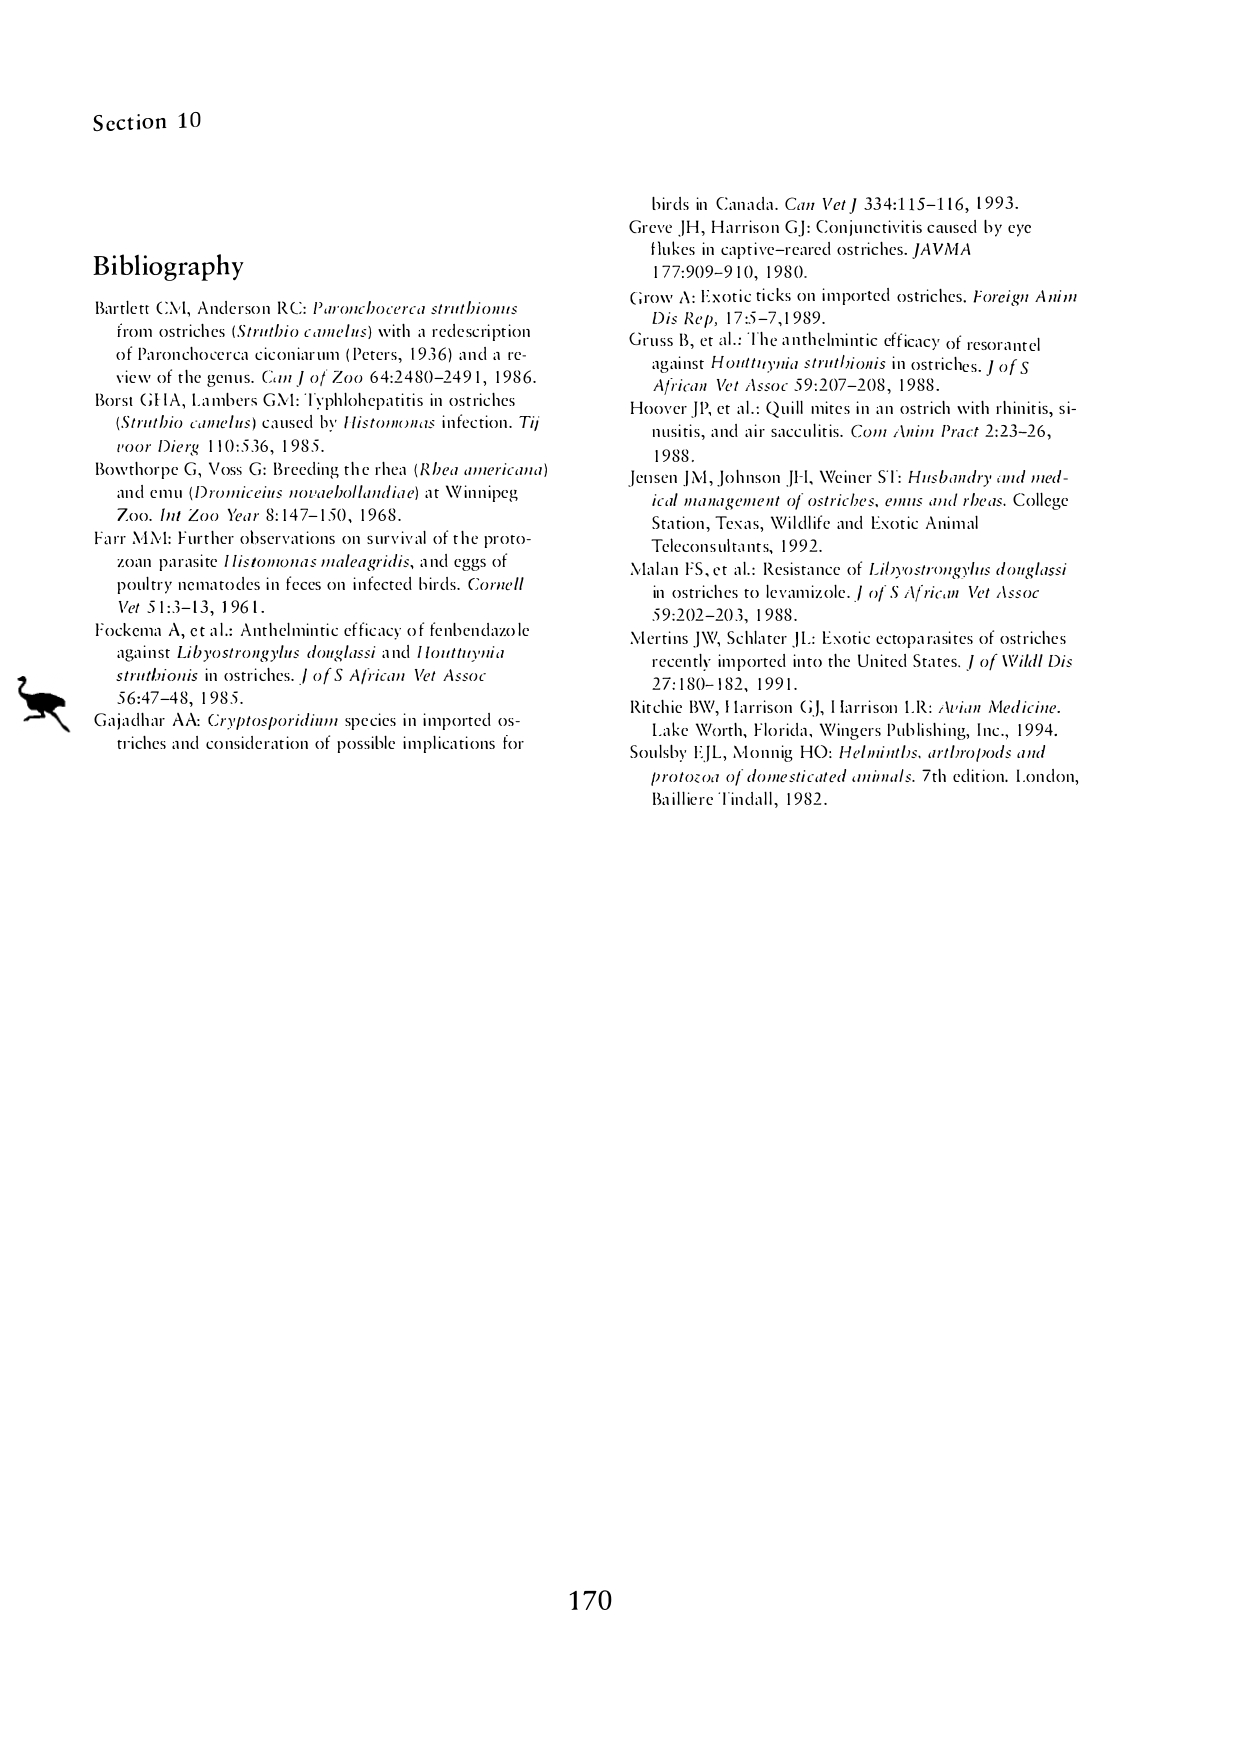 Section 10
Bibliography
Bartlett CM, Anderson RC: Paronchocerca struthionus
from ostriches (Struthio camelus) with a redescription
of Paronchocerca ciconiarum (Peters, 1936) and a re-
view of the genus. Can J of Zoo 64:2480–2491, 1986.
Borst GHA, Lambers GM: Typhlohepatitis in ostriches
(Struthio camelus) caused by Histomonas infection. Tij
voor Dierg 110:536, 1985.
Bowthorpe G, Voss G: Breeding the rhea (Rhea americana)
and emu (Dromiceius novaehollandiae) at Winnipeg
Zoo. Int Zoo Year 8:147–150, 1968.
Farr MM: Further observations on survival of the proto-
zoan parasite Histomonas maleagridis, and eggs of
poultry nematodes in feces on infected birds. Cornell
Vet 51:3–13, 1961.
Fockema A, et al.: Anthelmintic efficacy of fenbendazole
against Libyostrongylus douglassi and Houttuynia
struthionis in ostriches. J of S African Vet Assoc
56:47–48, 1985.
Gajadhar AA: Cryptosporidium species in imported os-
triches and consideration of possible implications for
birds in Canada. Can Vet J 334:115–116, 1993.
Greve JH, Harrison GJ: Conjunctivitis caused by eye
flukes in captive–reared ostriches. JAVMA
177:909–910, 1980.
Grow A: Exotic ticks on imported ostriches. Foreign Anim
Dis Rep, 17:5–7,1989.
Gruss B, et al.: The anthelmintic efficacy of resorantel
against Houttuynia struthionis in ostriches. J of S
African Vet Assoc 59:207–208, 1988.
Hoover JP, et al.: Quill mites in an ostrich with rhinitis, si-
nusitis, and air sacculitis. Com Anim Pract 2:23–26,
1988.
Jensen JM, Johnson JH, Weiner ST: Husbandry and med-
ical management of ostriches, emus and rheas. College
Station, Texas, Wildlife and Exotic Animal
Teleconsultants, 1992.
Malan FS, et al.: Resistance of Libyostrongylus douglassi
in ostriches to levamizole. J of S African Vet Assoc
59:202–203, 1988.
Mertins JW, Schlater JL: Exotic ectoparasites of ostriches
recently imported into the United States. J of Wildl Dis
27:180–182, 1991.
Ritchie BW, Harrison GJ, Harrison LR: Avian Medicine.
Lake Worth, Florida, Wingers Publishing, Inc., 1994.
Soulsby EJL, Monnig HO: Helminths, arthropods and
protozoa of domesticated animals. 7th edition. London,
Bailliere Tindall, 1982.
170